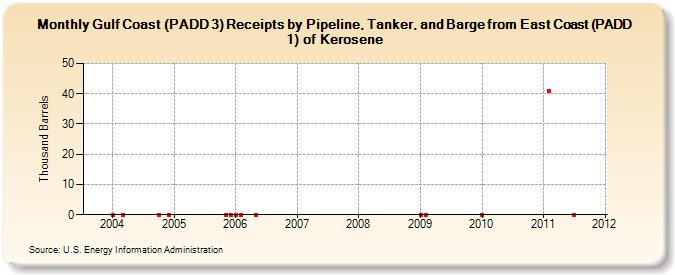 Monthly Gulf Coast (PADD 3) Receipts by Pipeline, Tanker, and Barge from East Coast (PADD
1) of Kerosene
Thousand Barrels
50
40
30
20
10
0
2004 2005 2006 2007 2008 2009 2010 2011 2012
Source: U.S. Energy Information Administration